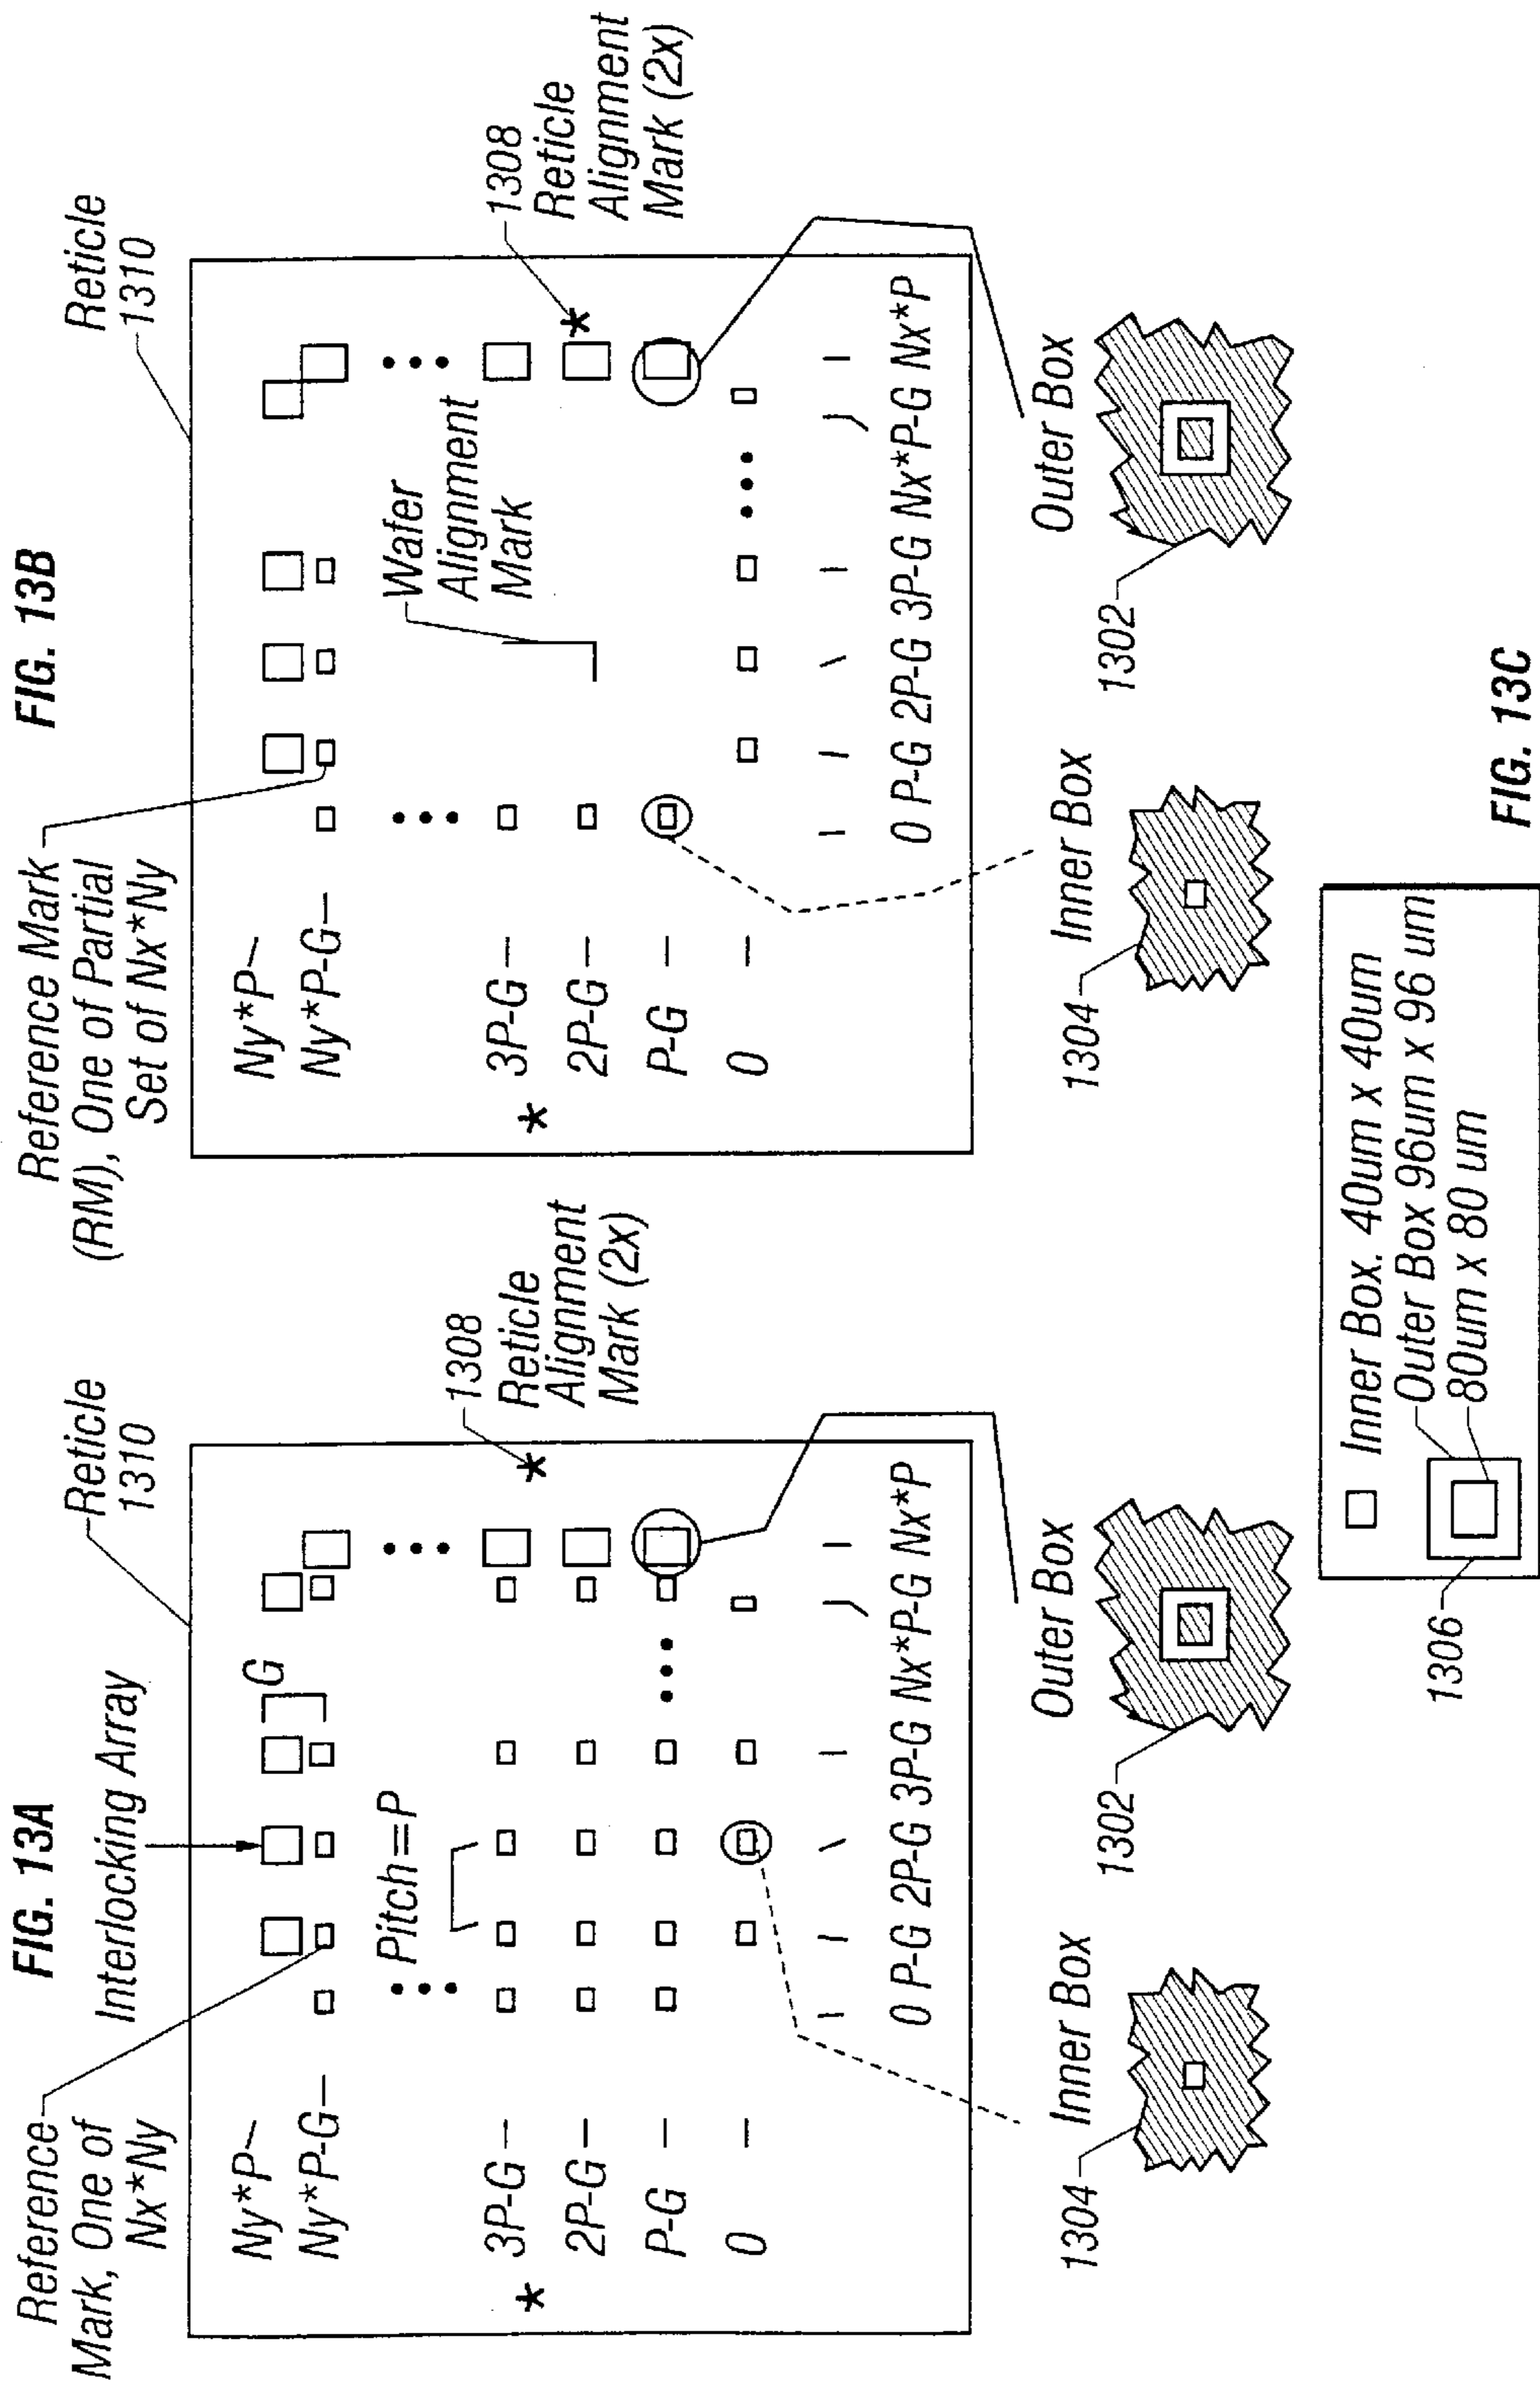 FIG. 13A
Reference
Mark, One of
Nx*Ny
Interlocking Array
Reticle
1310
G
Ny*P
Ny*P-G
Pitch=P
3P-G
2P-G
P-G
0
*
*
1308
Reticle
Alignment
Mark (2x)
0 P-G 2P-G 3P-G Nx*P-G Nx*P
1304
Inner Box
1302
Outer Box
FIG. 13B
Reference Mark
(RM), One of Partial
Set of Nx*Ny
Reticle
1310
Ny*P
Ny*P-G
Wafer
Alignment
Mark
3P-G
2P-G
P-G
0
*
*
1308
Reticle
Alignment
Mark (2x)
0 P-G 2P-G 3P-G Nx*P-G Nx*P
1304
Inner Box
1302
Outer Box
Inner Box. 40um x 40um
Outer Box 96um x 96 um
80um x 80 um
1306
FIG. 13C